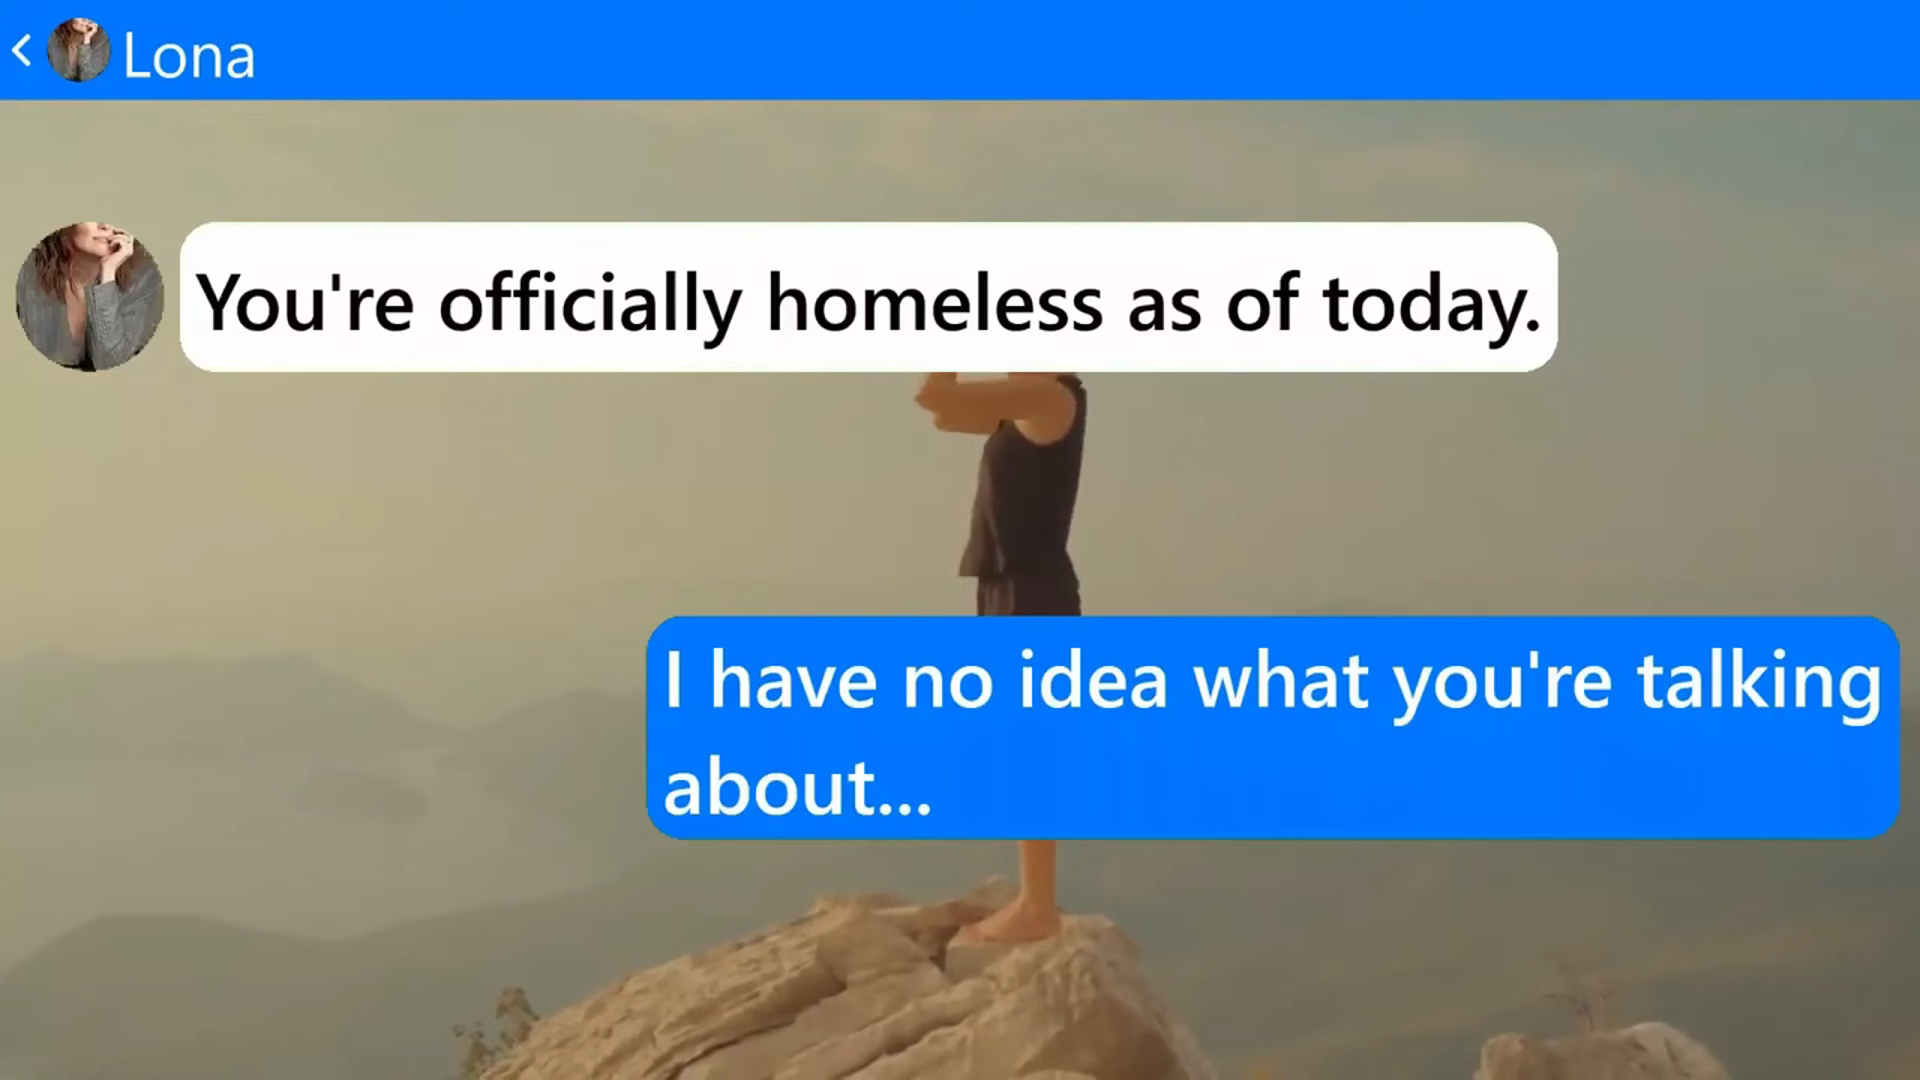 Lona
You're officially homeless as of today.
I have no idea what you're talking
about...